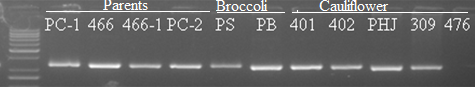 Parents Broccoli Cauliflower
PC-1 466 466-1 PC-2 PS PB 401 402 PHJ 309 476